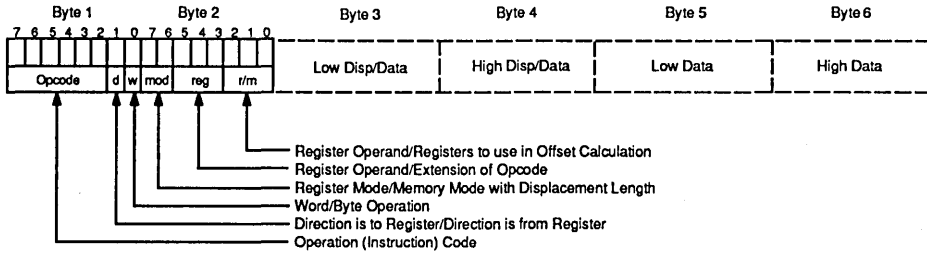 Byte 1 Byte 2 Byte 3 Byte 4 Byte 5 Byte 6
7 6 5 4 3 2 1 0 7 6 5 4 3 2 1 0
Low Disp/Data High Disp/Data Low Data High Data
Opcode d w mod reg r/m
Register Operand/Registers to use in Offset Calculation
Register Operand/Extension of Opcode
Register Mode/Memory Mode with Displacement Length
Word/Byte Operation
Direction is to Register/Direction is from Register
Operation (Instruction) Code